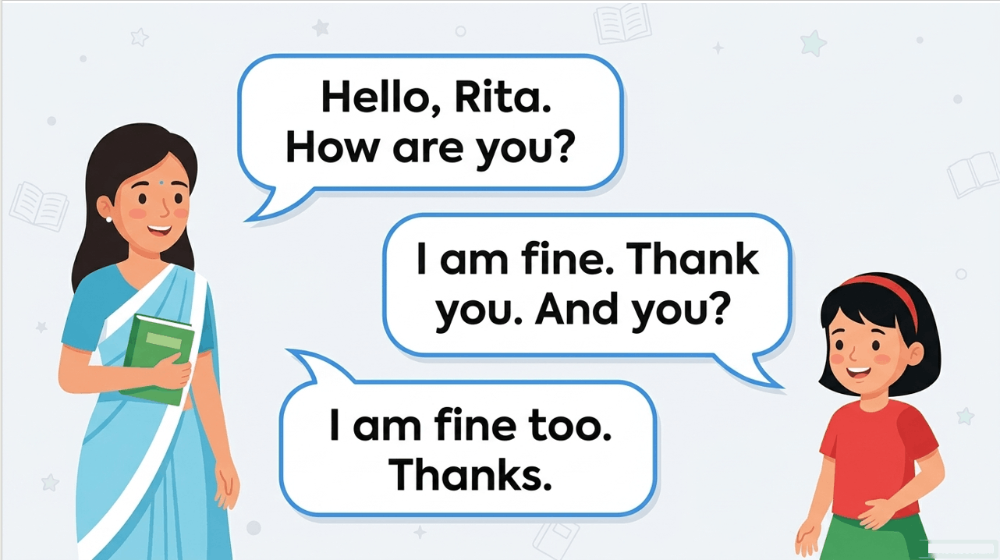 Hello, Rita.
How are you?
I am fine. Thank
you. And you?
I am fine too.
Thanks.